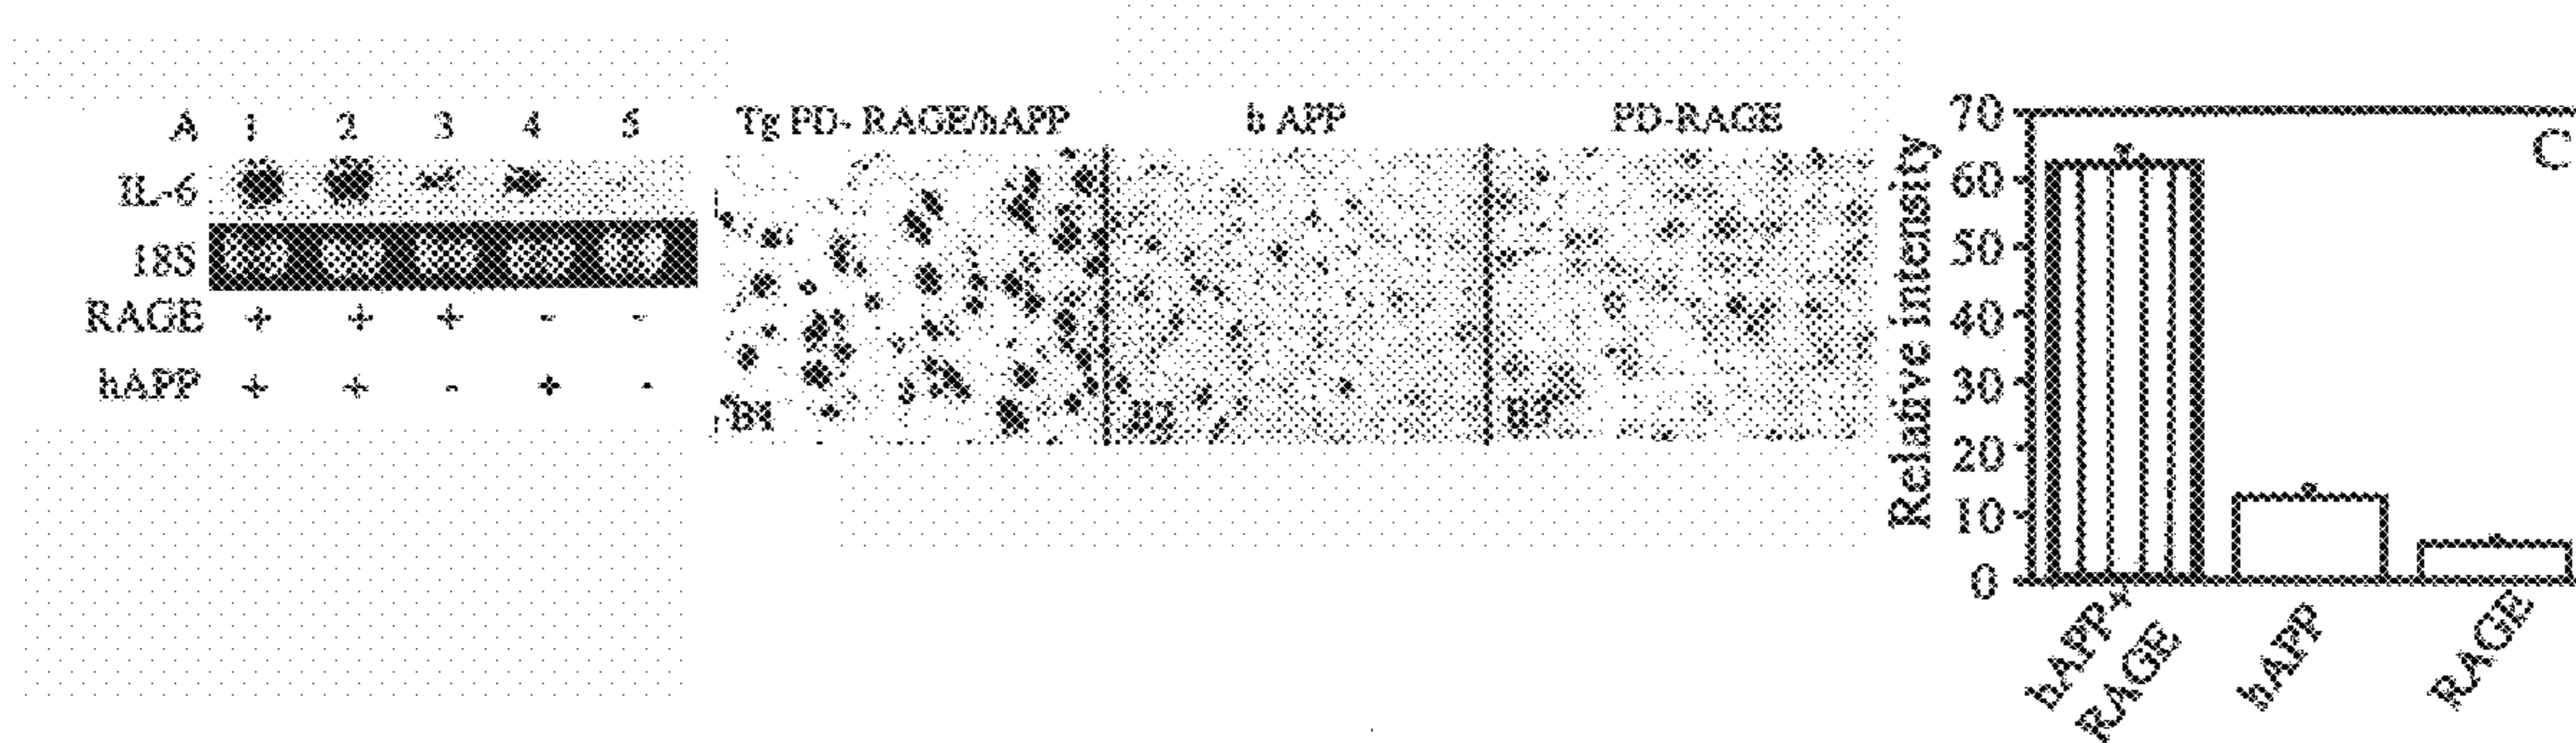 A 1 2 3 4 5
IL-6
18S
RAGE + + + - -
hAPP + + - + -
Tg PD- RAGE/hAPP
h APP
PD-RAGE
B1
B2
B3
C
Relative intensity
70
60
50
40
30
20
10
0
hAPP+
RAGE
hAPP
RAGE